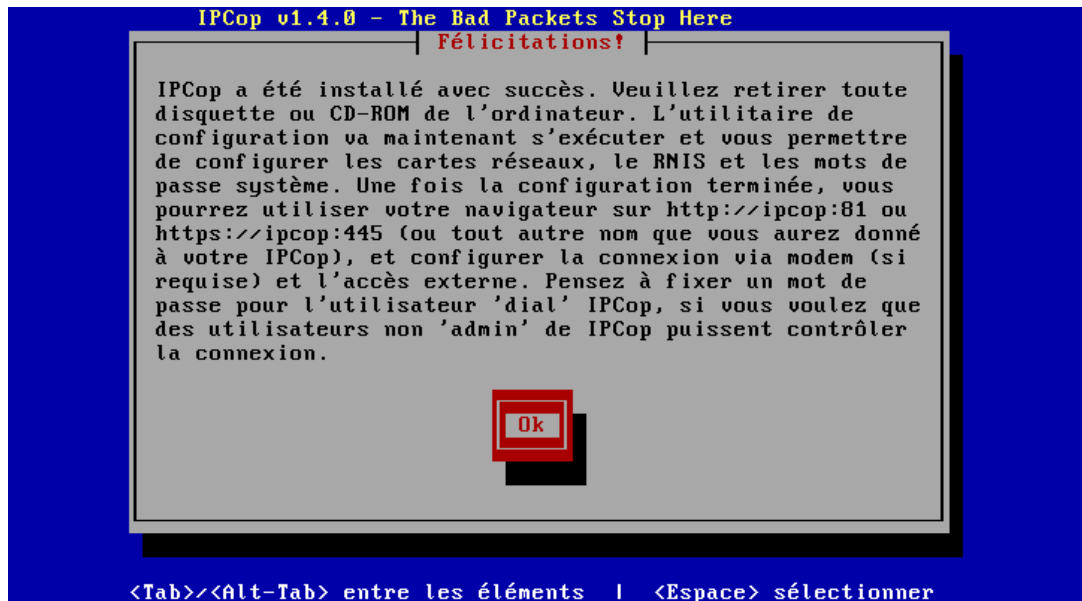 IPCop v1.4.0 - The Bad Packets Stop Here
Félicitations!
IPCop a été installé avec succès. Veuillez retirer toute
disquette ou CD-ROM de l'ordinateur. L'utilitaire de
configuration va maintenant s'exécuter et vous permettre
de configurer les cartes réseaux, le RNIS et les mots de
passe système. Une fois la configuration terminée, vous
pourrez utiliser votre navigateur sur http://ipcop:81 ou
https://ipcop:445 (ou tout autre nom que vous aurez donné
à votre IPCop), et configurer la connexion via modem (si
requise) et l'accès externe. Pensez à fixer un mot de
passe pour l'utilisateur 'dial' IPCop, si vous voulez que
des utilisateurs non 'admin' de IPCop puissent contrôler
la connexion.
Ok
<Tab>/<Alt-Tab> entre les éléments | <Espace> sélectionner